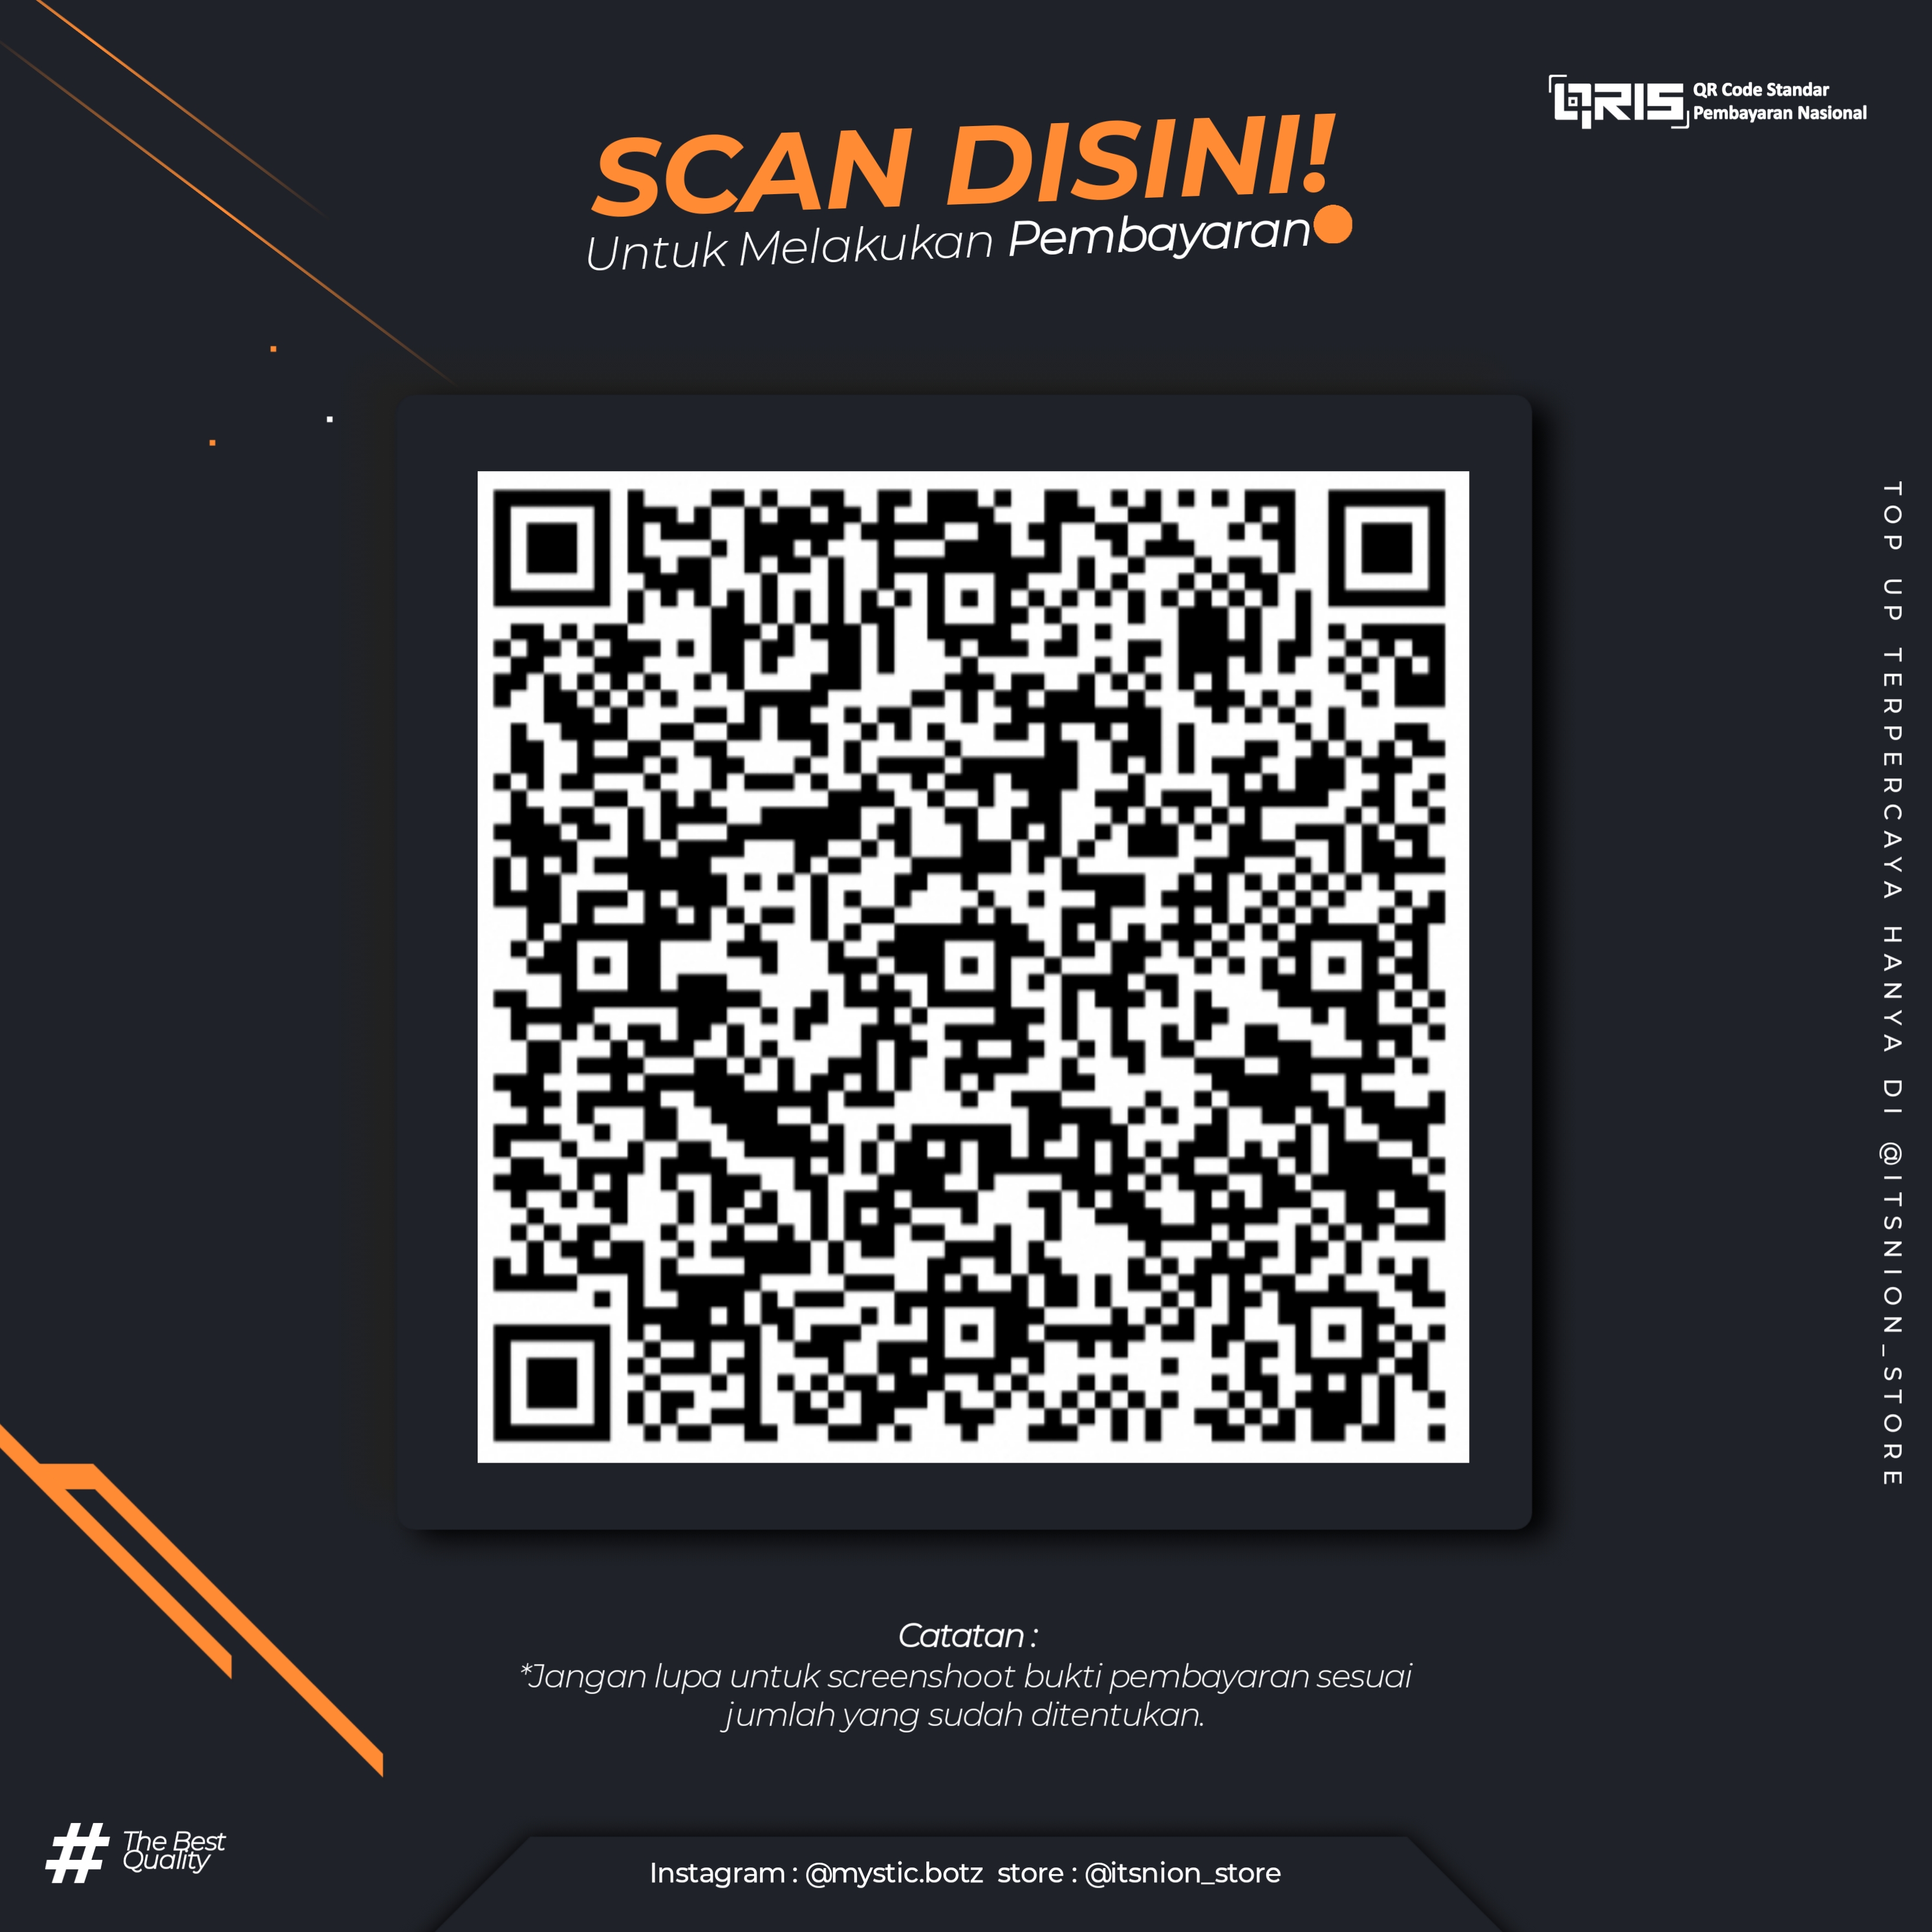 QRIS QR Code Standar
Pembayaran Nasional
SCAN DISINI!
Untuk Melakukan Pembayaran
TOP UP TERPERCAYA HANYA DI @ITSNION_STORE
Catatan :
*Jangan lupa untuk screenshoot bukti pembayaran sesuai
jumlah yang sudah ditentukan.
# The Best
Quality
Instagram : @mystic.botz store : @itsnion_store